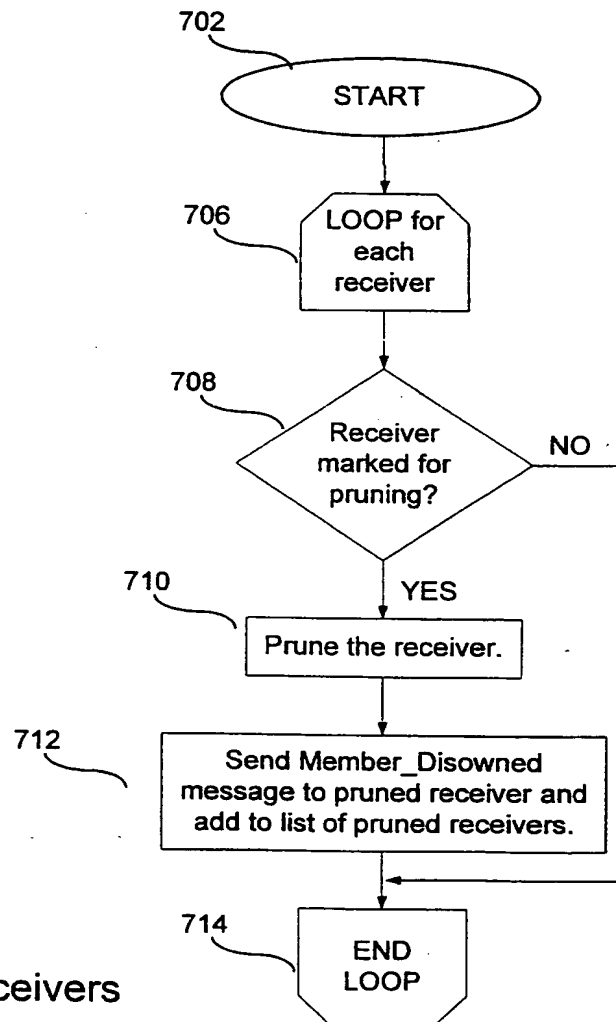 702
START
706
LOOP for
each
receiver
708
Receiver
marked for
pruning?
NO
YES
710
Prune the receiver.
712
Send Member_Disowned
message to pruned receiver and
add to list of pruned receivers.
714
END
LOOP
ceivers